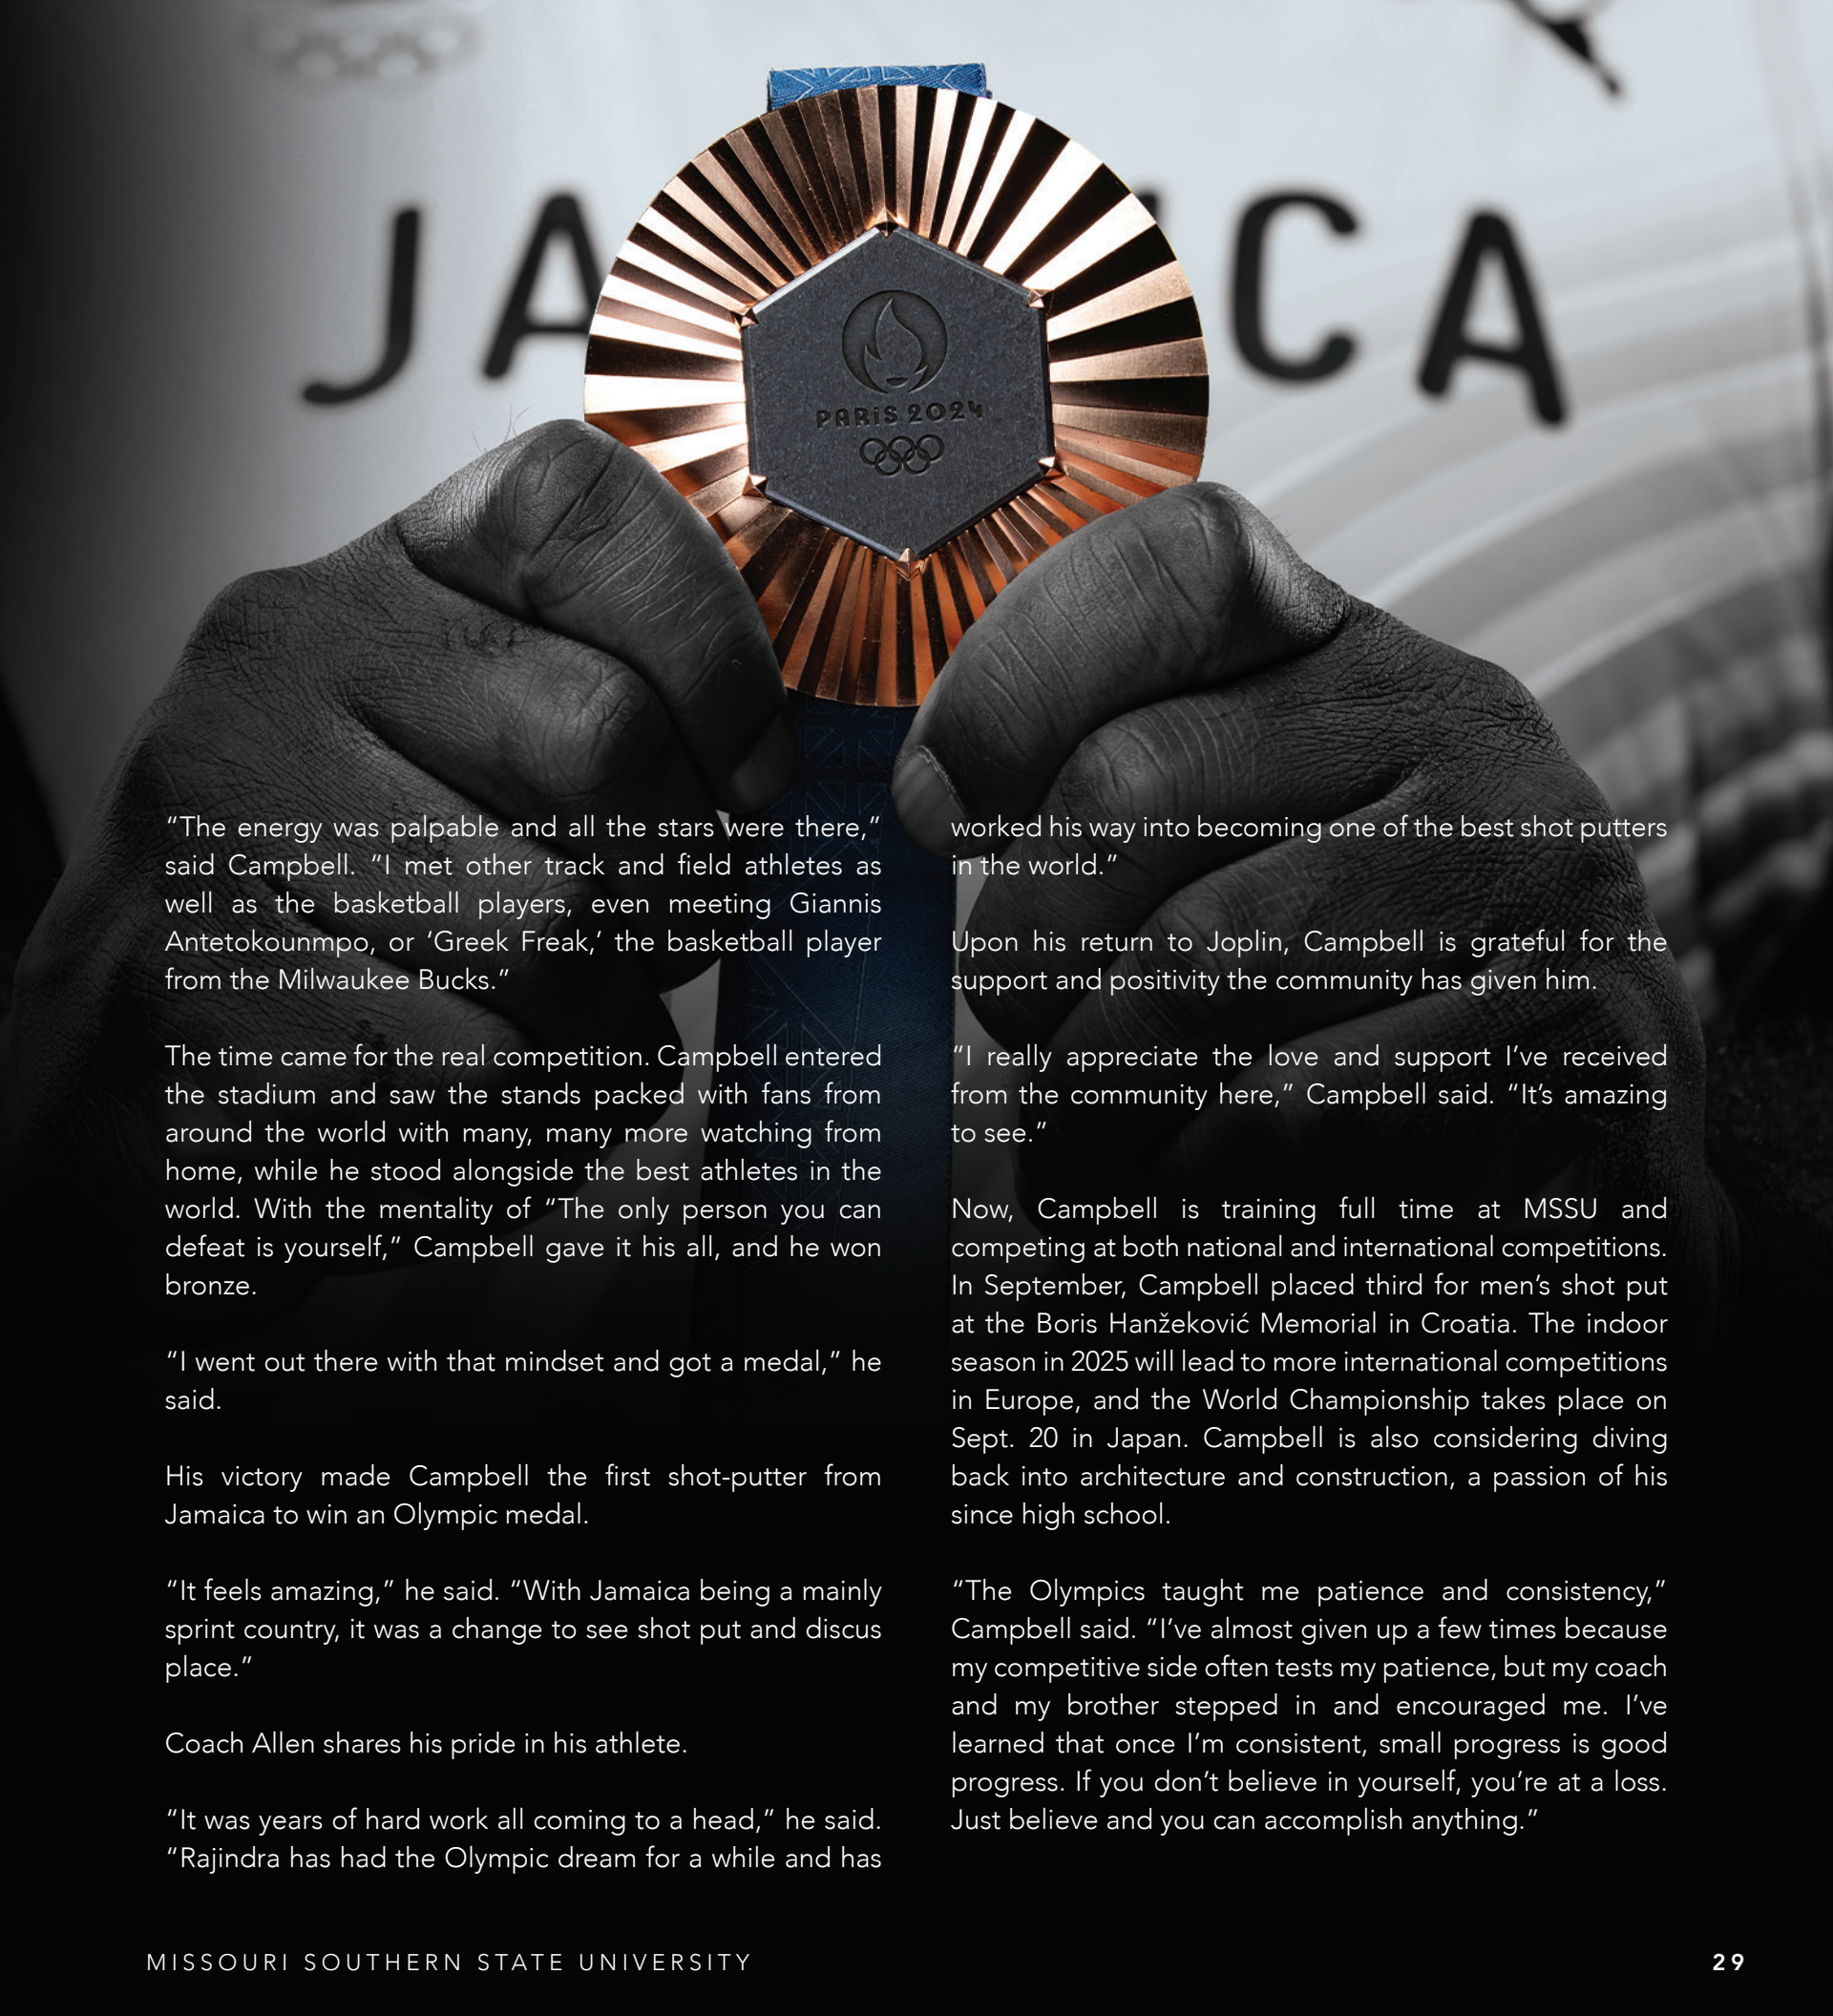 JA ICA
PARIS 2024
“The energy was palpable and all the stars were there,”
said Campbell. “I met other track and field athletes as
well as the basketball players, even meeting Giannis
Antetokounmpo, or ‘Greek Freak,’ the basketball player
from the Milwaukee Bucks.”
The time came for the real competition. Campbell entered
the stadium and saw the stands packed with fans from
around the world with many, many more watching from
home, while he stood alongside the best athletes in the
world. With the mentality of “The only person you can
defeat is yourself,” Campbell gave it his all, and he won
bronze.
“I went out there with that mindset and got a medal,” he
said.
His victory made Campbell the first shot-putter from
Jamaica to win an Olympic medal.
“It feels amazing,” he said. “With Jamaica being a mainly
sprint country, it was a change to see shot put and discus
place.”
Coach Allen shares his pride in his athlete.
“It was years of hard work all coming to a head,” he said.
“Rajindra has had the Olympic dream for a while and has
worked his way into becoming one of the best shot putters
in the world.”
Upon his return to Joplin, Campbell is grateful for the
support and positivity the community has given him.
“I really appreciate the love and support I’ve received
from the community here,” Campbell said. “It’s amazing
to see.”
Now, Campbell is training full time at MSSU and
competing at both national and international competitions.
In September, Campbell placed third for men’s shot put
at the Boris Hanžeković Memorial in Croatia. The indoor
season in 2025 will lead to more international competitions
in Europe, and the World Championship takes place on
Sept. 20 in Japan. Campbell is also considering diving
back into architecture and construction, a passion of his
since high school.
“The Olympics taught me patience and consistency,”
Campbell said. “I’ve almost given up a few times because
my competitive side often tests my patience, but my coach
and my brother stepped in and encouraged me. I’ve
learned that once I’m consistent, small progress is good
progress. If you don’t believe in yourself, you’re at a loss.
Just believe and you can accomplish anything.”
MISSOURI SOUTHERN STATE UNIVERSITY
29